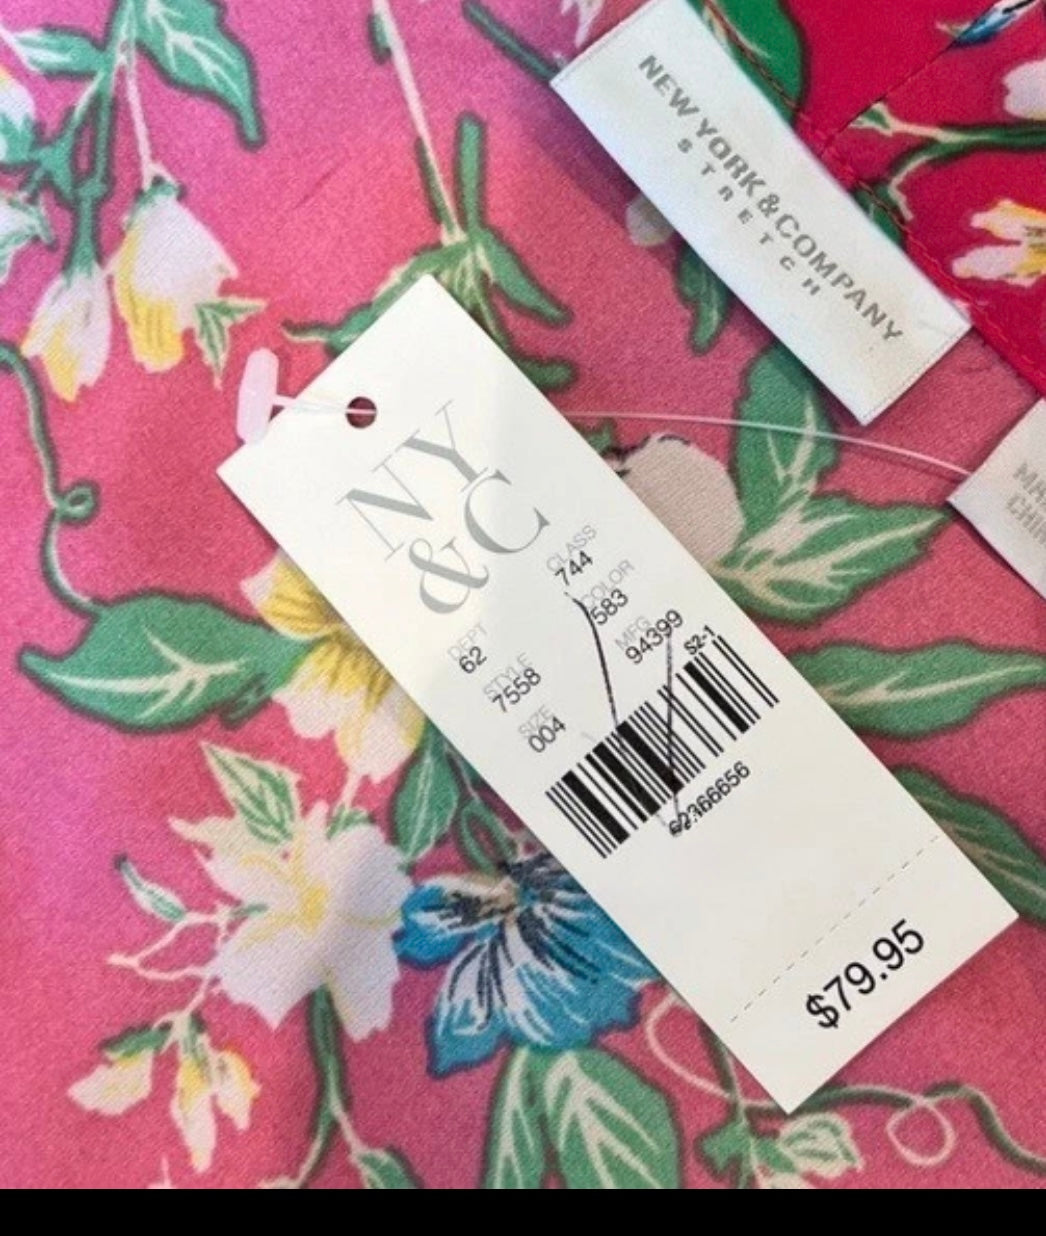 NEW YORK & COMPANY
STRETCH
NY
&C
CLASS
744
COLOR
583
MFG
94399
DEPT
62
STYLE
7558
SIZE
004
S2-1
62366656
$79.95